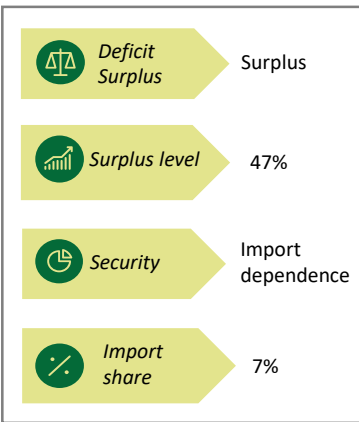 Deficit
Surplus
Surplus
Surplus level
47%
Security
Import
dependence
Import
share
7%